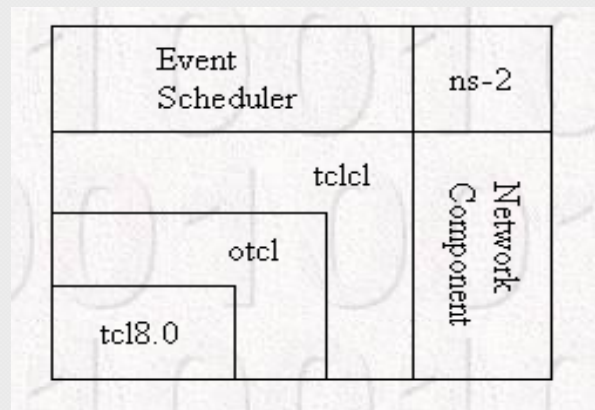 Event
Scheduler
ns-2
tclcl
otcl
tcl8.0
Network
Component